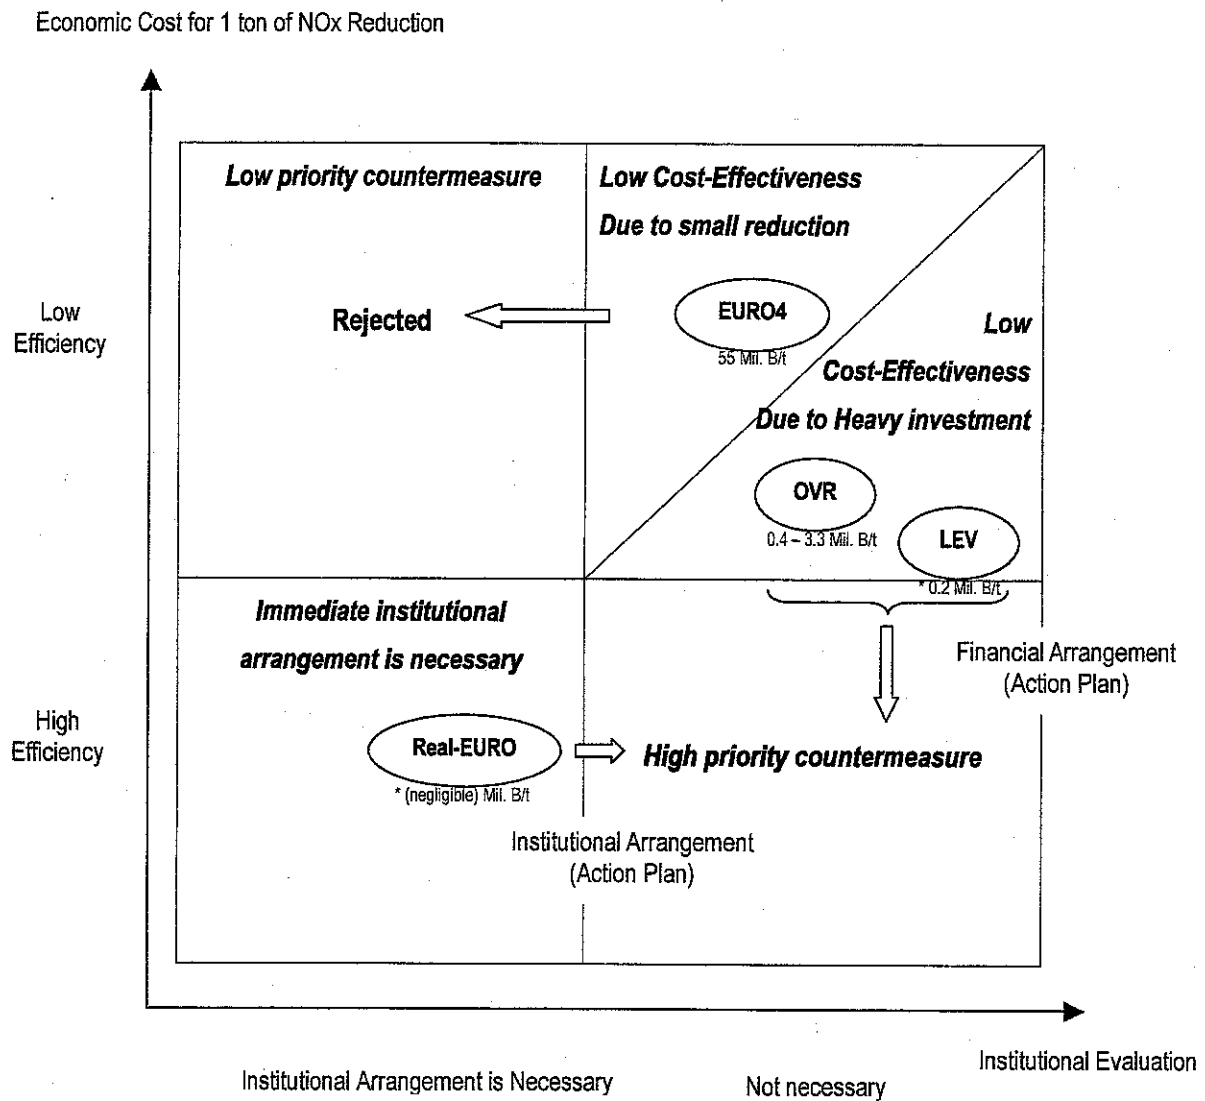 Economic Cost for 1 ton of NOx Reduction
Low priority countermeasure
Low Cost-Effectiveness
Due to small reduction
Low
Efficiency
Rejected
EURO4
55 Mil. B/t
Low
Cost-Effectiveness
Due to Heavy investment
OVR
0.4 – 3.3 Mil. B/t
LEV
* 0.2 Mil. B/t
Immediate institutional
arrangement is necessary
Financial Arrangement
(Action Plan)
High
Efficiency
Real-EURO
* (negligible) Mil. B/t
High priority countermeasure
Institutional Arrangement
(Action Plan)
Institutional Evaluation
Institutional Arrangement is Necessary
Not necessary